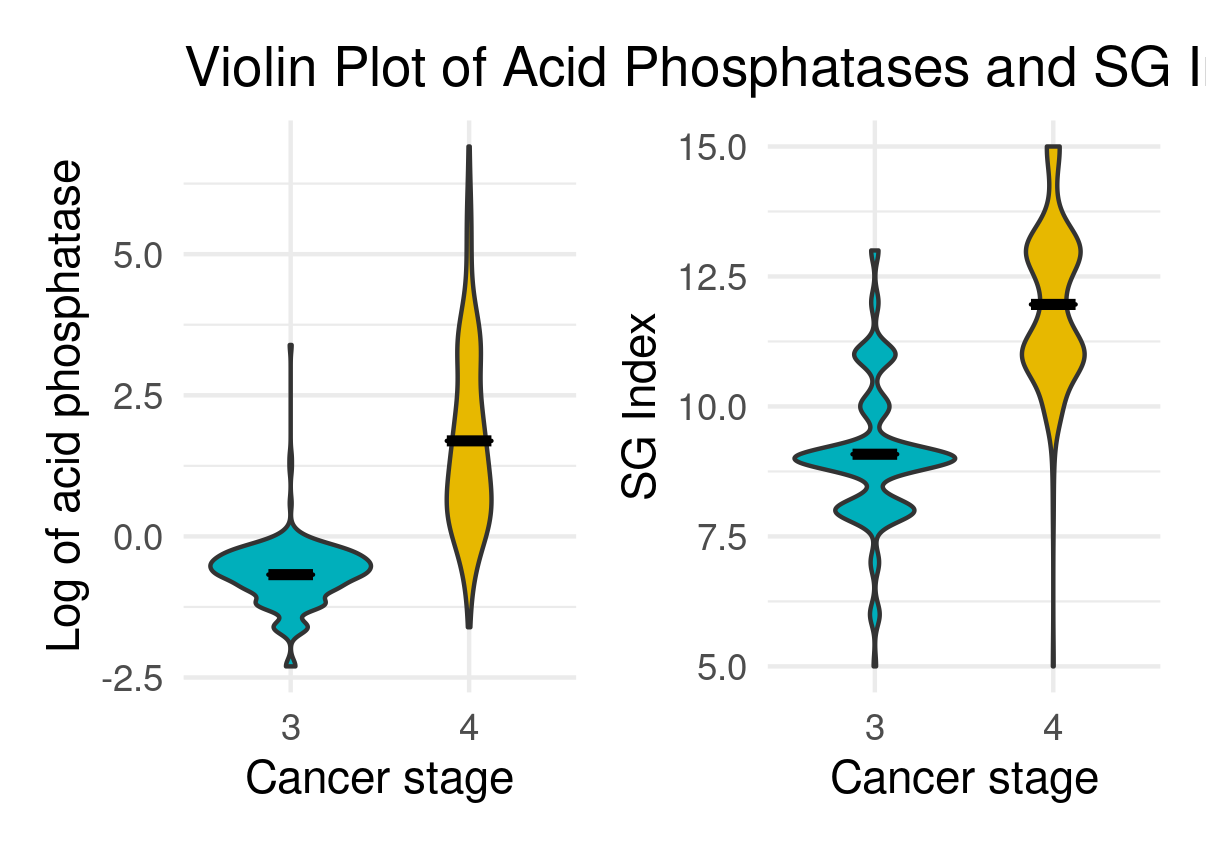 Violin Plot of Acid Phosphatases and SG
Log of acid phosphatase
5.0
2.5
0.0
-2.5
3
4
Cancer stage
SG Index
15.0
12.5
10.0
7.5
5.0
3
4
Cancer stage